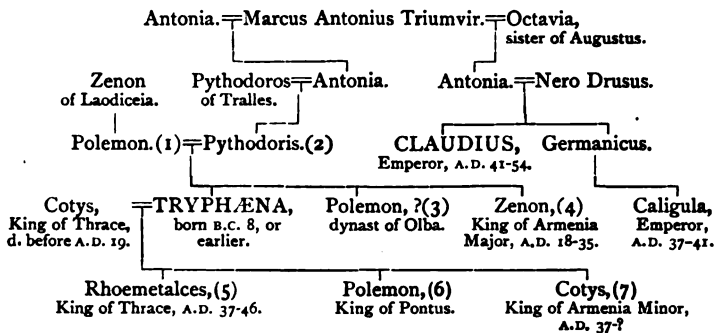 Antonia. Marcus Antonius Triumvir. Octavia,
sister of Augustus.
Zenon Pythodoros Antonia. Antonia. Nero Drusus.
of Laodiceia. of Tralles.
Polemon.(1) Pythodoris.(2) CLAUDIUS, Germanicus.
Emperor, A.D. 41-54.
Cotys, TRYPHÆNA, Polemon, ?(3) Zenon,(4) Caligula,
King of Thrace, born B.C. 8, or dynast of Olba. King of Armenia Emperor,
d. before A.D. 19. earlier. Major, A.D. 18-35. A.D. 37-41.
Rhoemetalces,(5) Polemon,(6) Cotys,(7)
King of Thrace, A.D. 37-46. King of Pontus. King of Armenia Minor,
A.D. 37-?